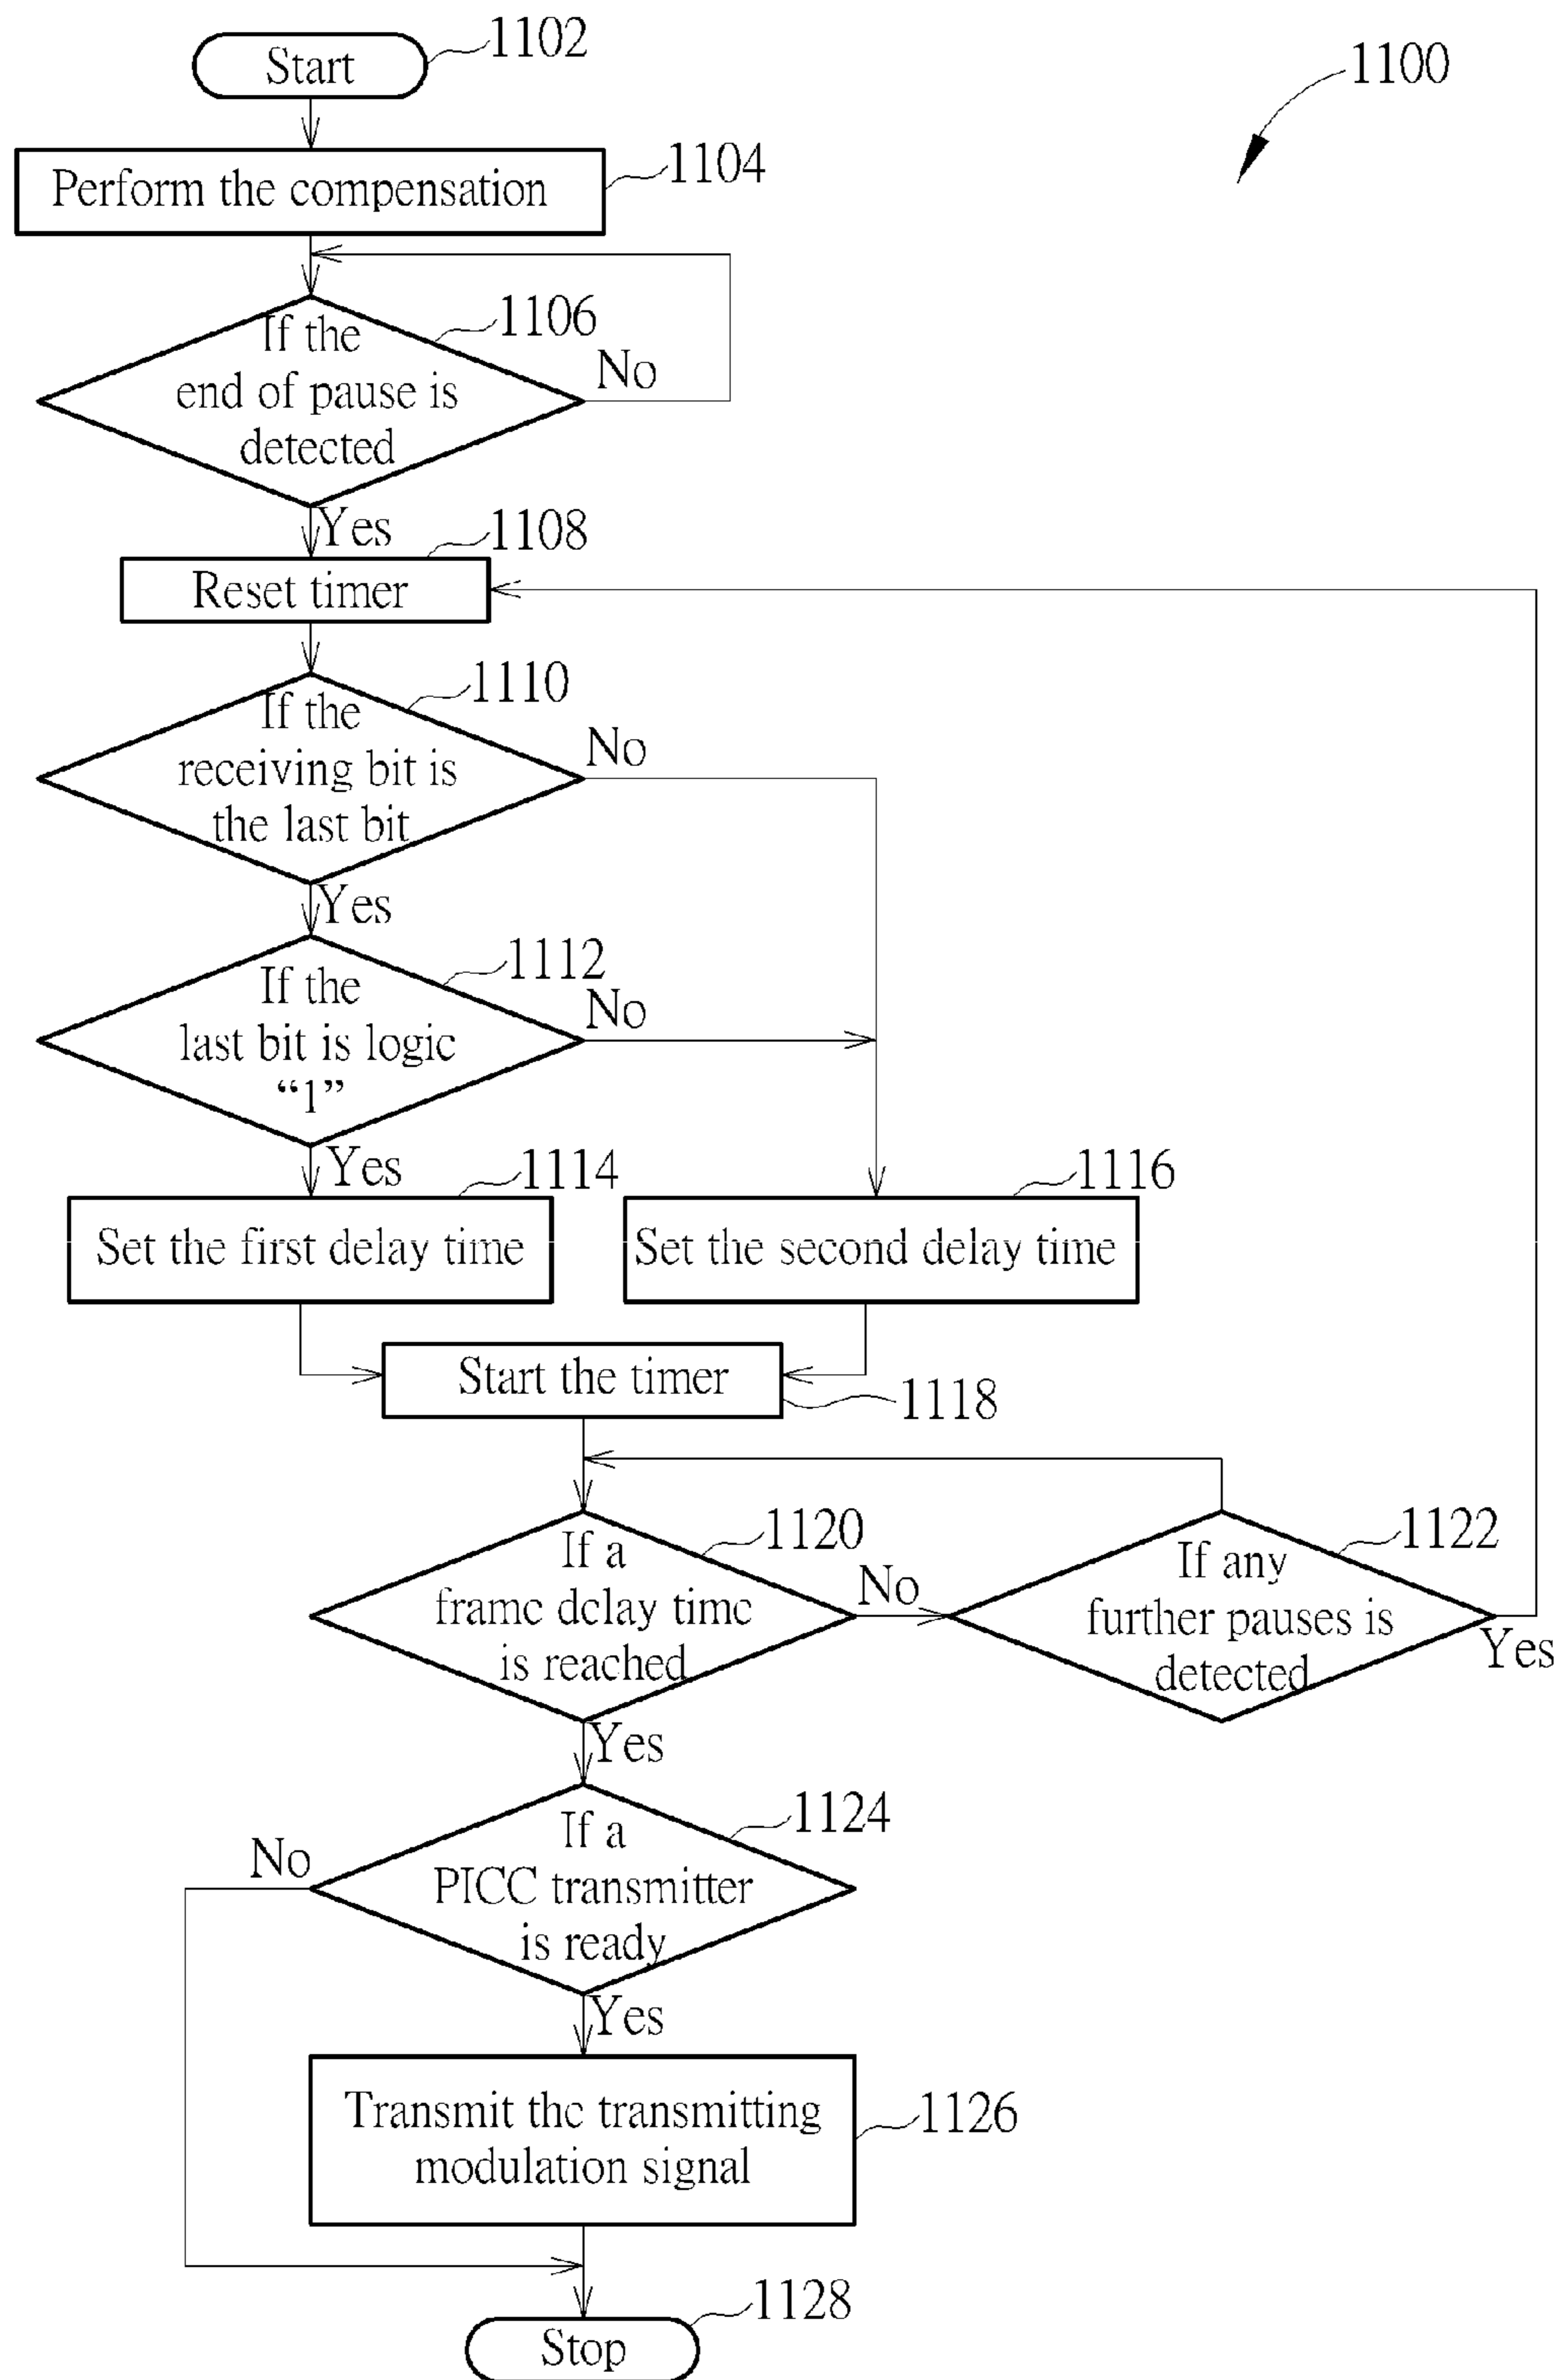 Start
1102
1100
Perform the compensation
1104
If the
end of pause is
detected
1106
No
Yes
Reset timer
1108
If the
receiving bit is
the last bit
1110
No
Yes
If the
last bit is logic
“1”
1112
No
Yes
Set the first delay time
1114
Set the second delay time
1116
Start the timer
1118
If a
frame delay time
is reached
1120
No
If any
further pauses is
detected
1122
Yes
Yes
If a
PICC transmitter
is ready
1124
No
Yes
Transmit the transmitting
modulation signal
1126
Stop
1128